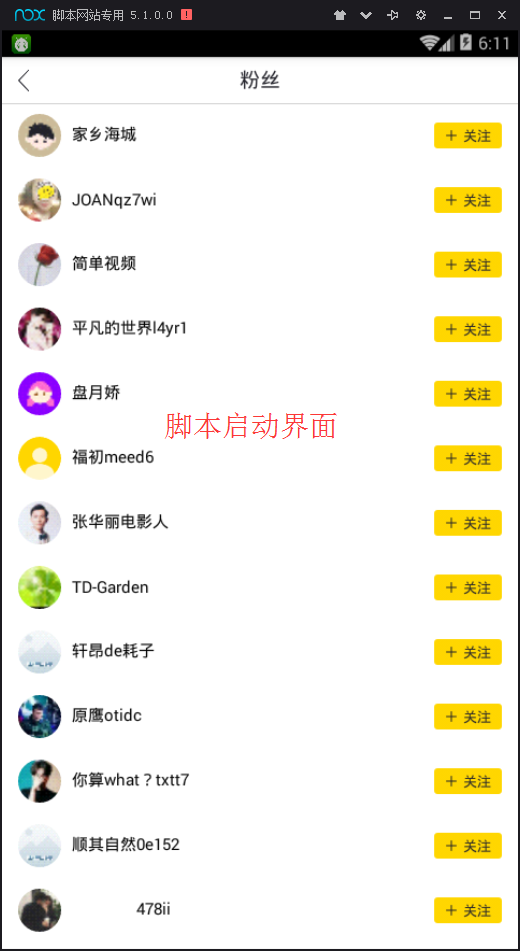 nox 脚本网站专用 5.1.0.0
6:11
粉丝
家乡海城 + 关注
JOANqz7wi + 关注
简单视频 + 关注
平凡的世界l4yr1 + 关注
盘月娇 + 关注
脚本启动界面
福初meed6 + 关注
张华丽电影人 + 关注
TD-Garden + 关注
轩昂de耗子 + 关注
原鹰otidc + 关注
你算what？txtt7 + 关注
顺其自然0e152 + 关注
478ii + 关注